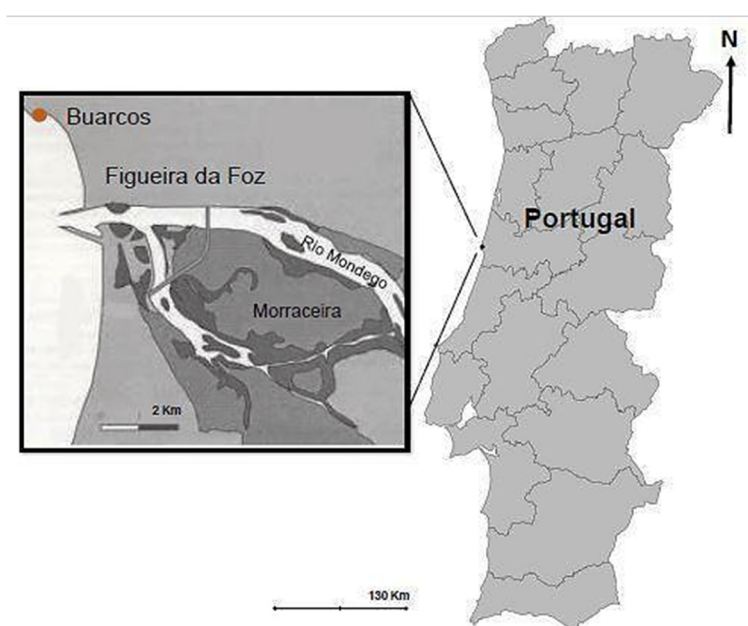 N
Buarcos
Figueira da Foz
Portugal
Rio Mondego
Morraceira
2 Km
130 Km